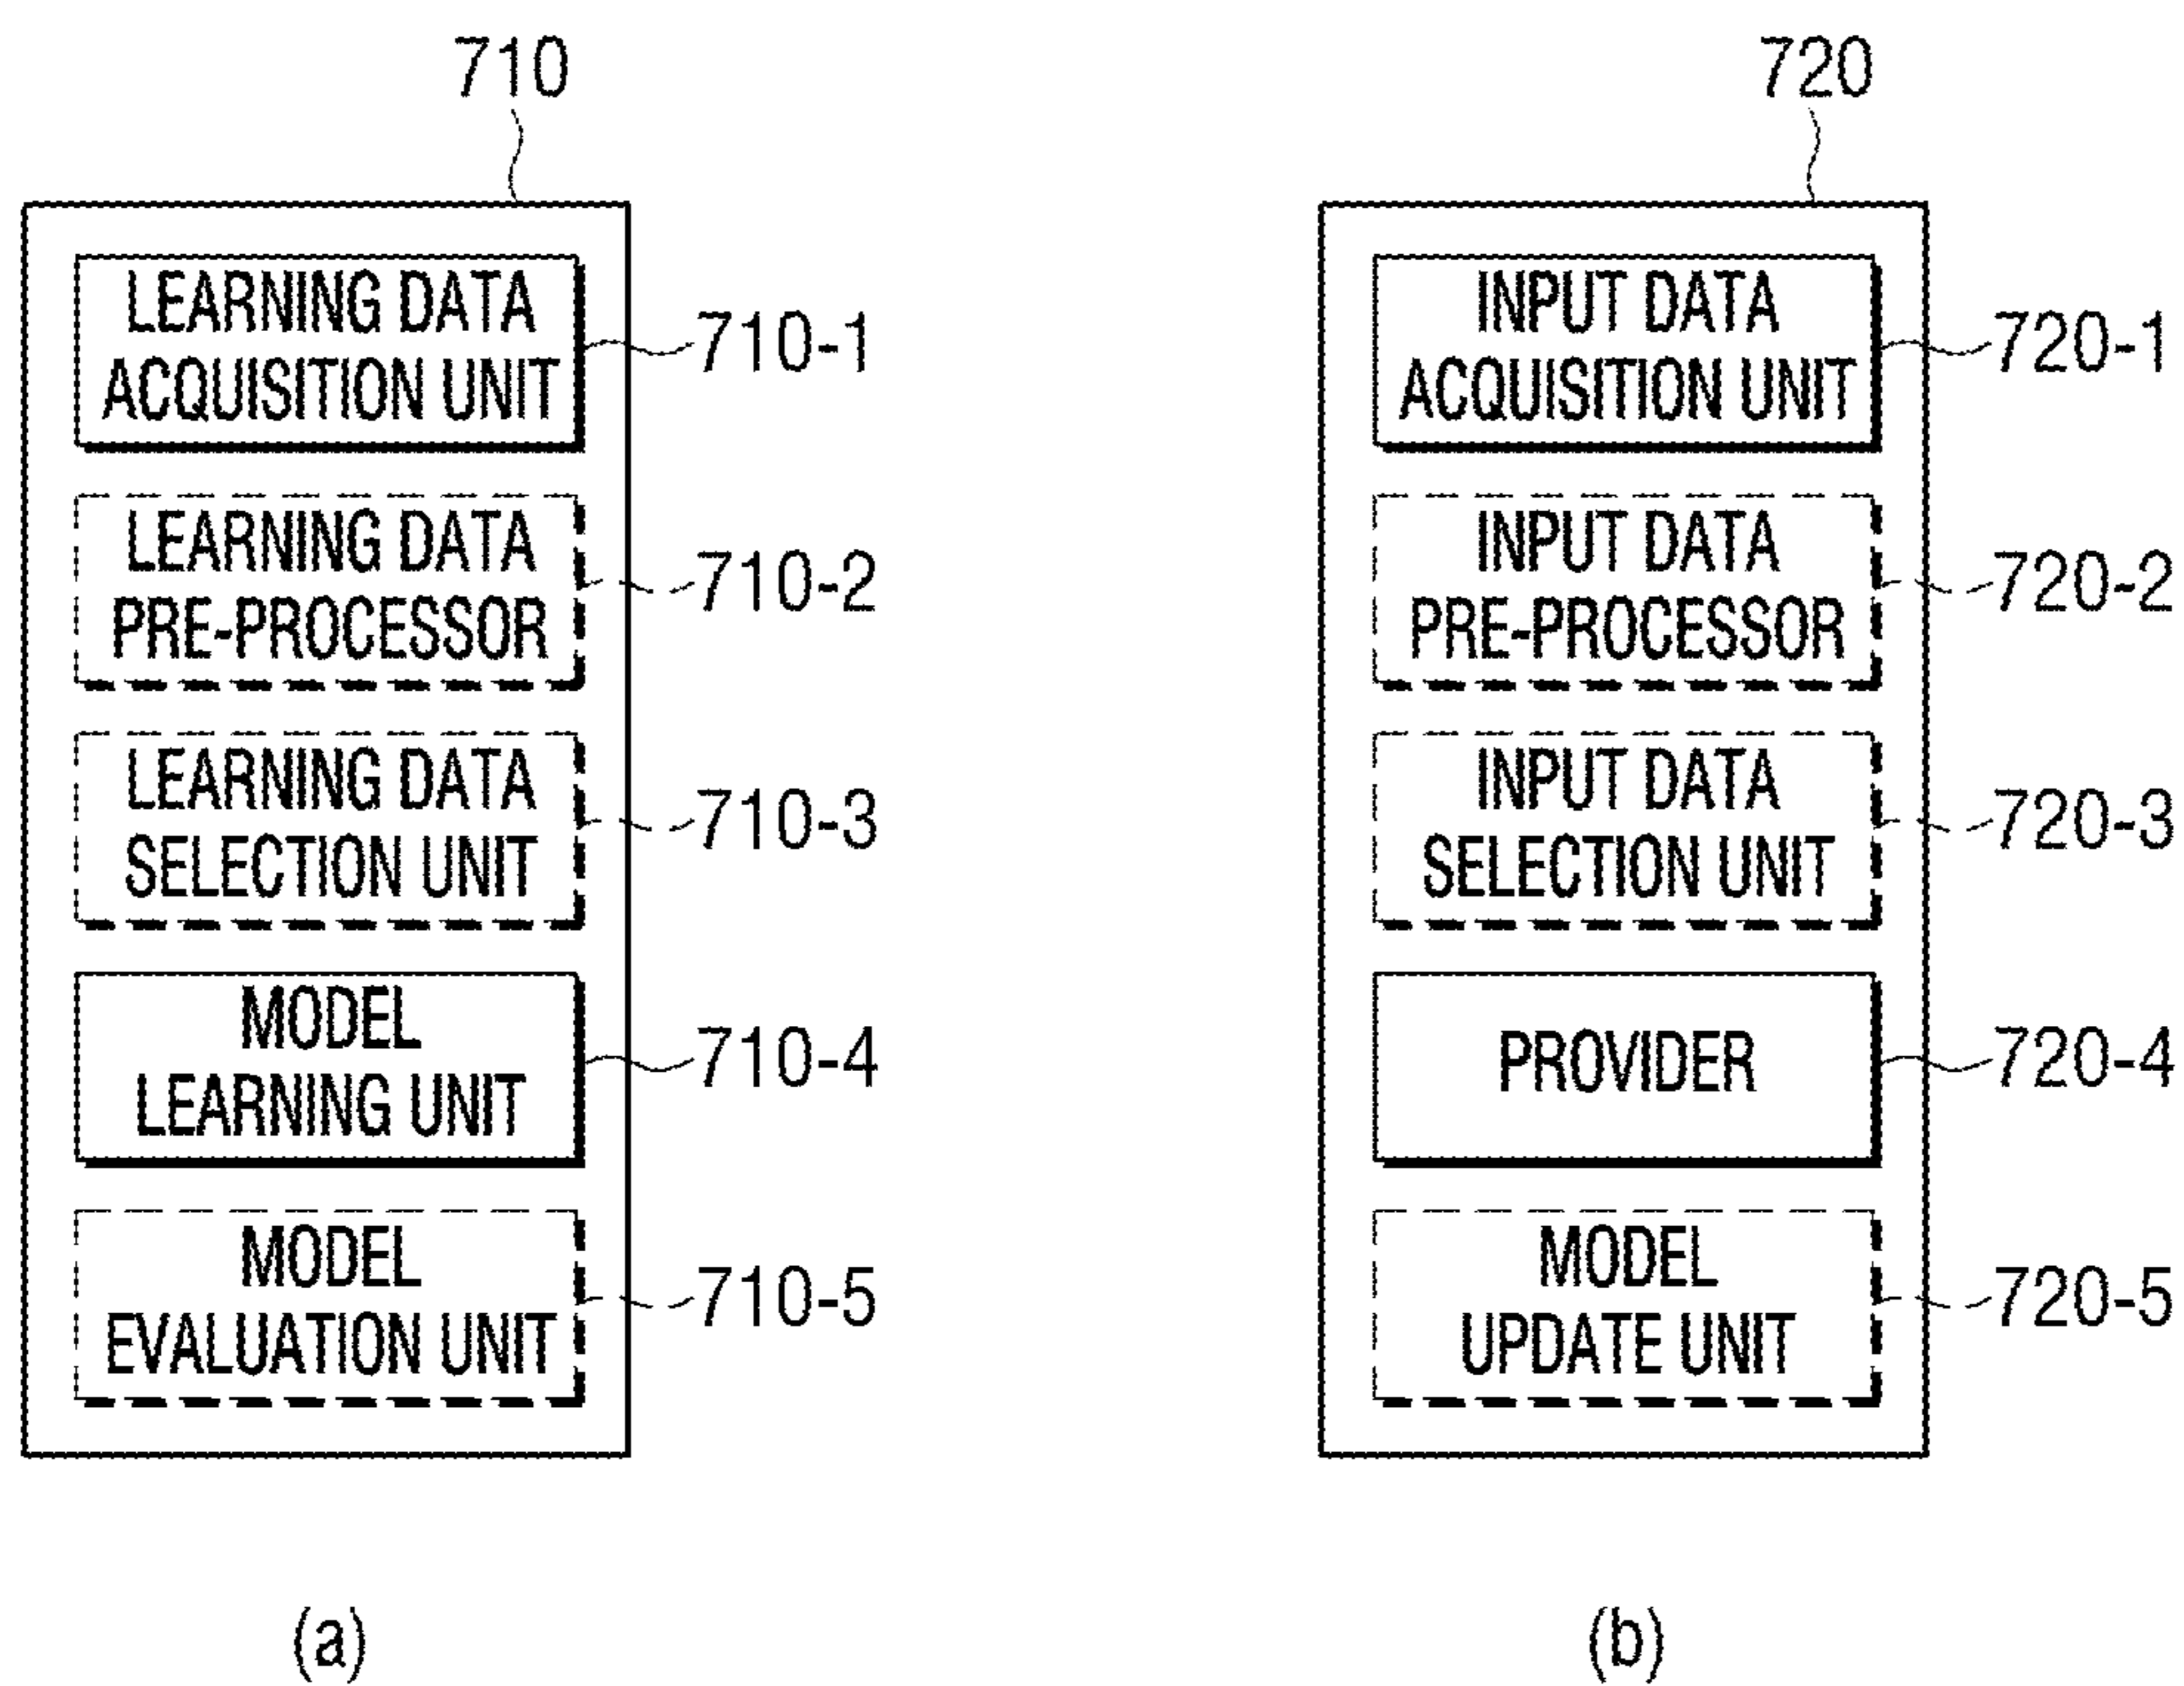 710
LEARNING DATA
ACQUISITION UNIT
710-1
LEARNING DATA
PRE-PROCESSOR
710-2
LEARNING DATA
SELECTION UNIT
710-3
MODEL
LEARNING UNIT
710-4
MODEL
EVALUATION UNIT
710-5
(a)
720
INPUT DATA
ACQUISITION UNIT
720-1
INPUT DATA
PRE-PROCESSOR
720-2
INPUT DATA
SELECTION UNIT
720-3
PROVIDER
720-4
MODEL
UPDATE UNIT
720-5
(b)